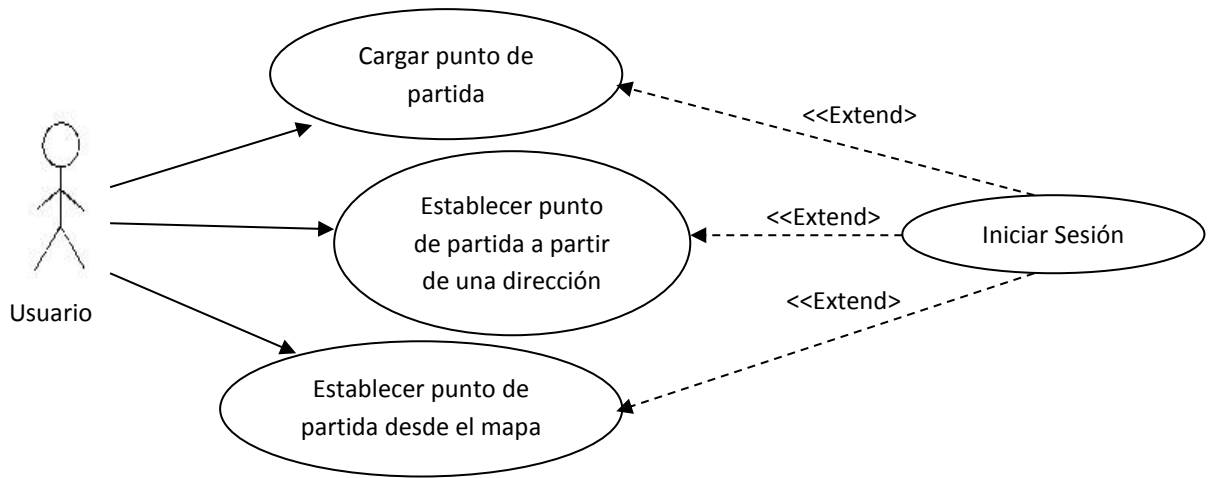 Cargar punto de
partida
<<Extend>
Establecer punto
de partida a partir
de una dirección
<<Extend>
Iniciar Sesión
<<Extend>
Usuario
Establecer punto de
partida desde el mapa